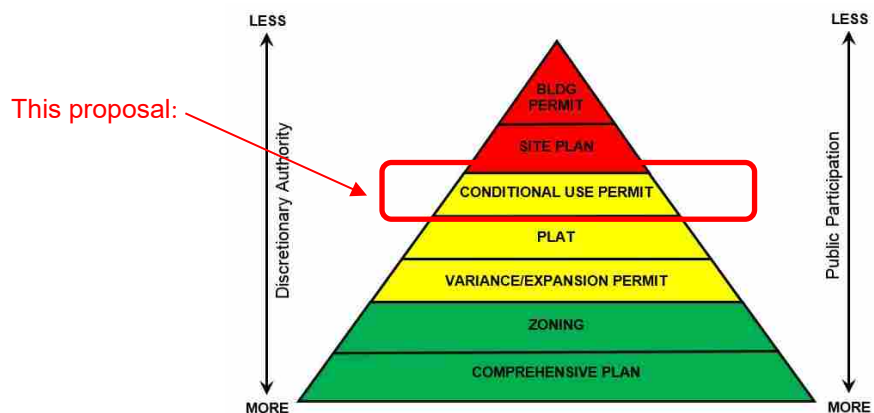 LESS
LESS
This proposal:
Discretionary Authority
Public Participation
BLDG
PERMIT
SITE PLAN
CONDITIONAL USE PERMIT
PLAT
VARIANCE/EXPANSION PERMIT
ZONING
COMPREHENSIVE PLAN
MORE
MORE